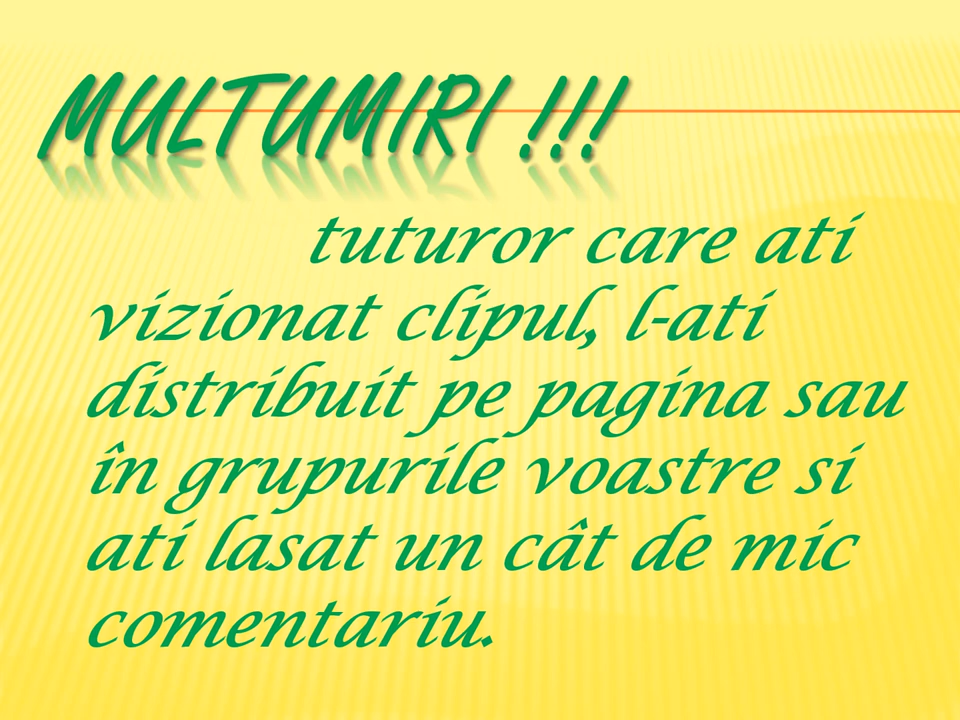 MULTUMIRI !!!
tuturor care ati
vizionat clipul, l-ati
distribuit pe pagina sau
în grupurile voastre si
ati lasat un cât de mic
comentariu.